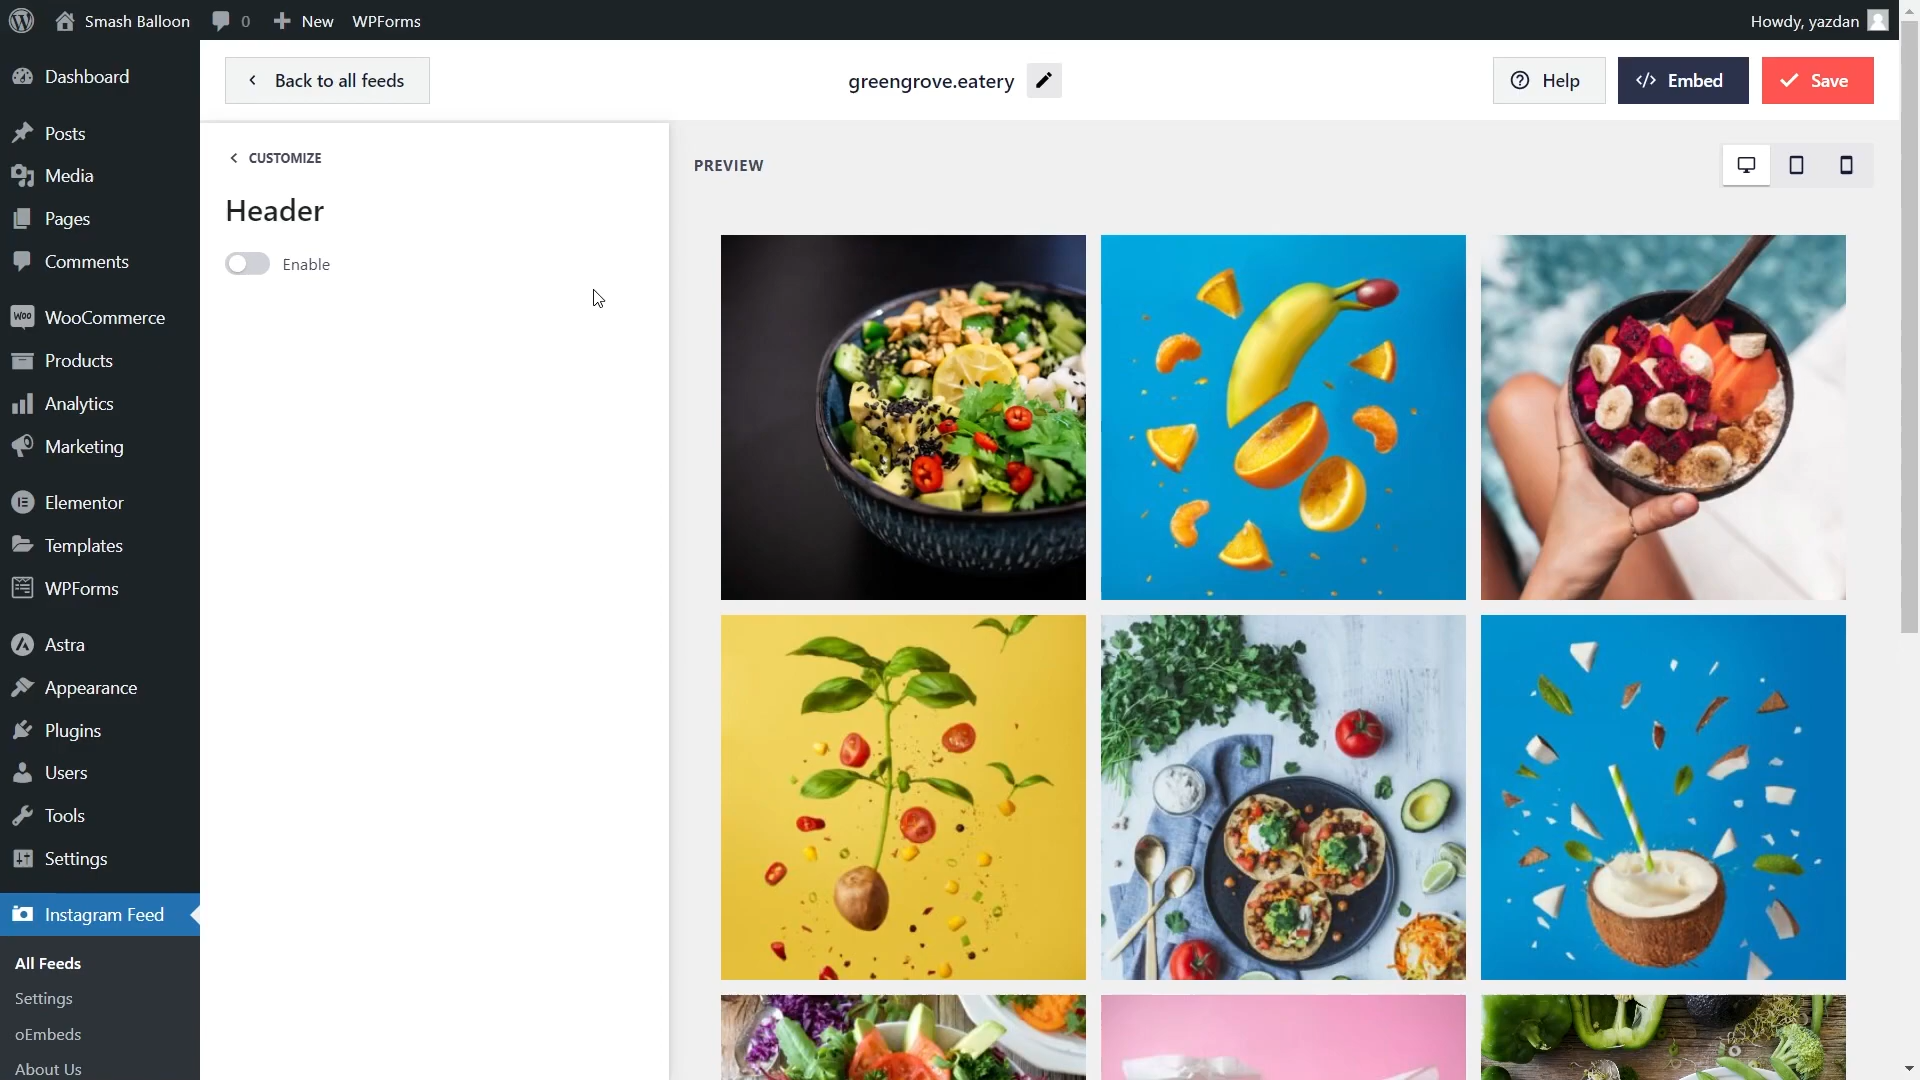 Smash Balloon
0
New
WPForms
Howdy, yazdan
Dashboard
Posts
Media
Pages
Comments
WooCommerce
Products
Analytics
Marketing
Elementor
Templates
WPForms
Astra
Appearance
Plugins
Users
Tools
Settings
Instagram Feed
All Feeds
Settings
oEmbeds
About Us
Back to all feeds
greengrove.eatery
Help
Embed
Save
CUSTOMIZE
Header
Enable
PREVIEW